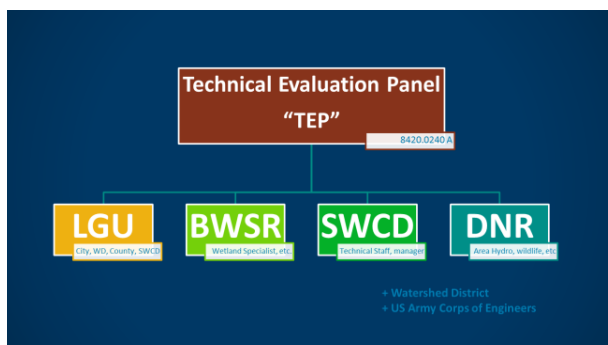 Technical Evaluation Panel
“TEP”
8420.0240 A
LGU
City, WD, County, SWCD
BWSR
Wetland Specialist, etc.
SWCD
Technical Staff, manager
DNR
Area Hydro, wildlife, etc
+ Watershed District
+ US Army Corps of Engineers